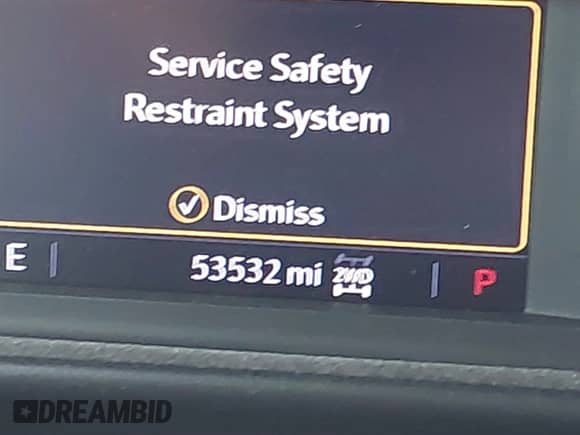 Service Safety
Restraint System
Dismiss
E 53532 mi 2WD P
DREAMBID